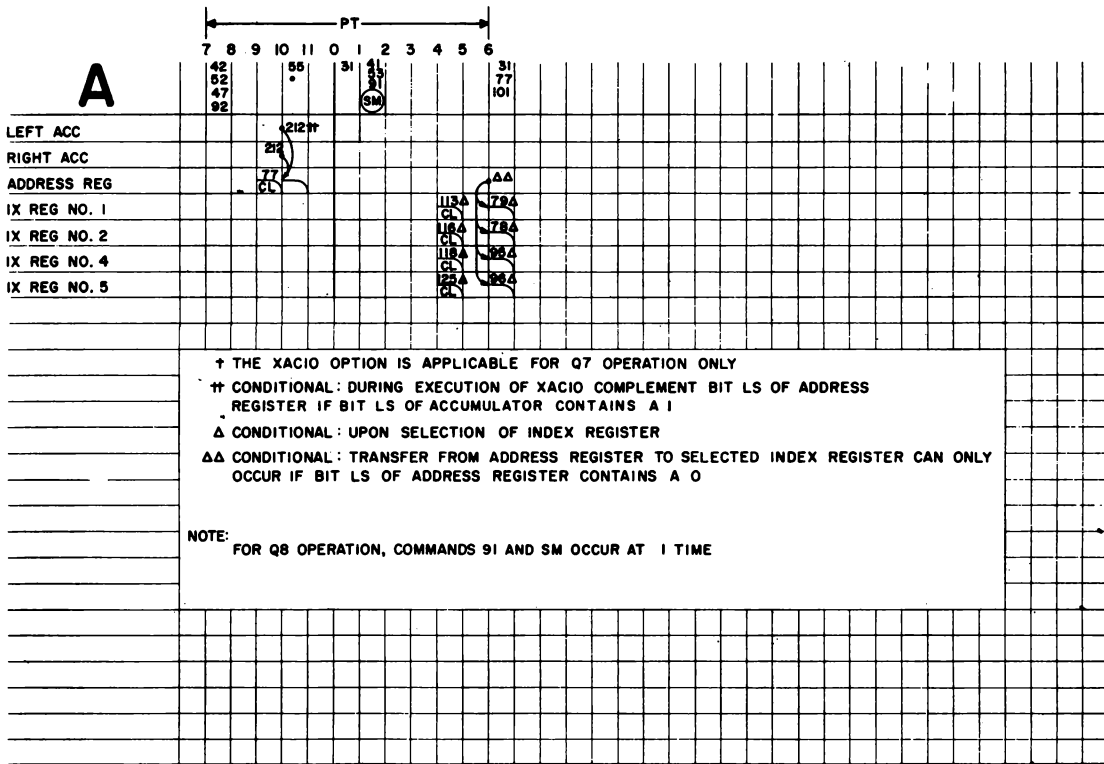 PT
7 8 9 10 11 0 1 2 3 4 5 6
A
42 55 31 41 31
52 53 77
47 91 101
92 SM
LEFT ACC 212††
RIGHT ACC 212
ADDRESS REG 77 ΔΔ
CL
IX REG NO. 1 113Δ 79Δ
CL
IX REG NO. 2 116Δ 78Δ
CL
IX REG NO. 4 118Δ 96Δ
CL
IX REG NO. 5 125Δ 96Δ
CL
† THE XACIO OPTION IS APPLICABLE FOR Q7 OPERATION ONLY
†† CONDITIONAL: DURING EXECUTION OF XACIO COMPLEMENT BIT LS OF ADDRESS
REGISTER IF BIT LS OF ACCUMULATOR CONTAINS A 1
Δ CONDITIONAL: UPON SELECTION OF INDEX REGISTER
ΔΔ CONDITIONAL: TRANSFER FROM ADDRESS REGISTER TO SELECTED INDEX REGISTER CAN ONLY
OCCUR IF BIT LS OF ADDRESS REGISTER CONTAINS A 0
NOTE:
FOR Q8 OPERATION, COMMANDS 91 AND SM OCCUR AT 1 TIME